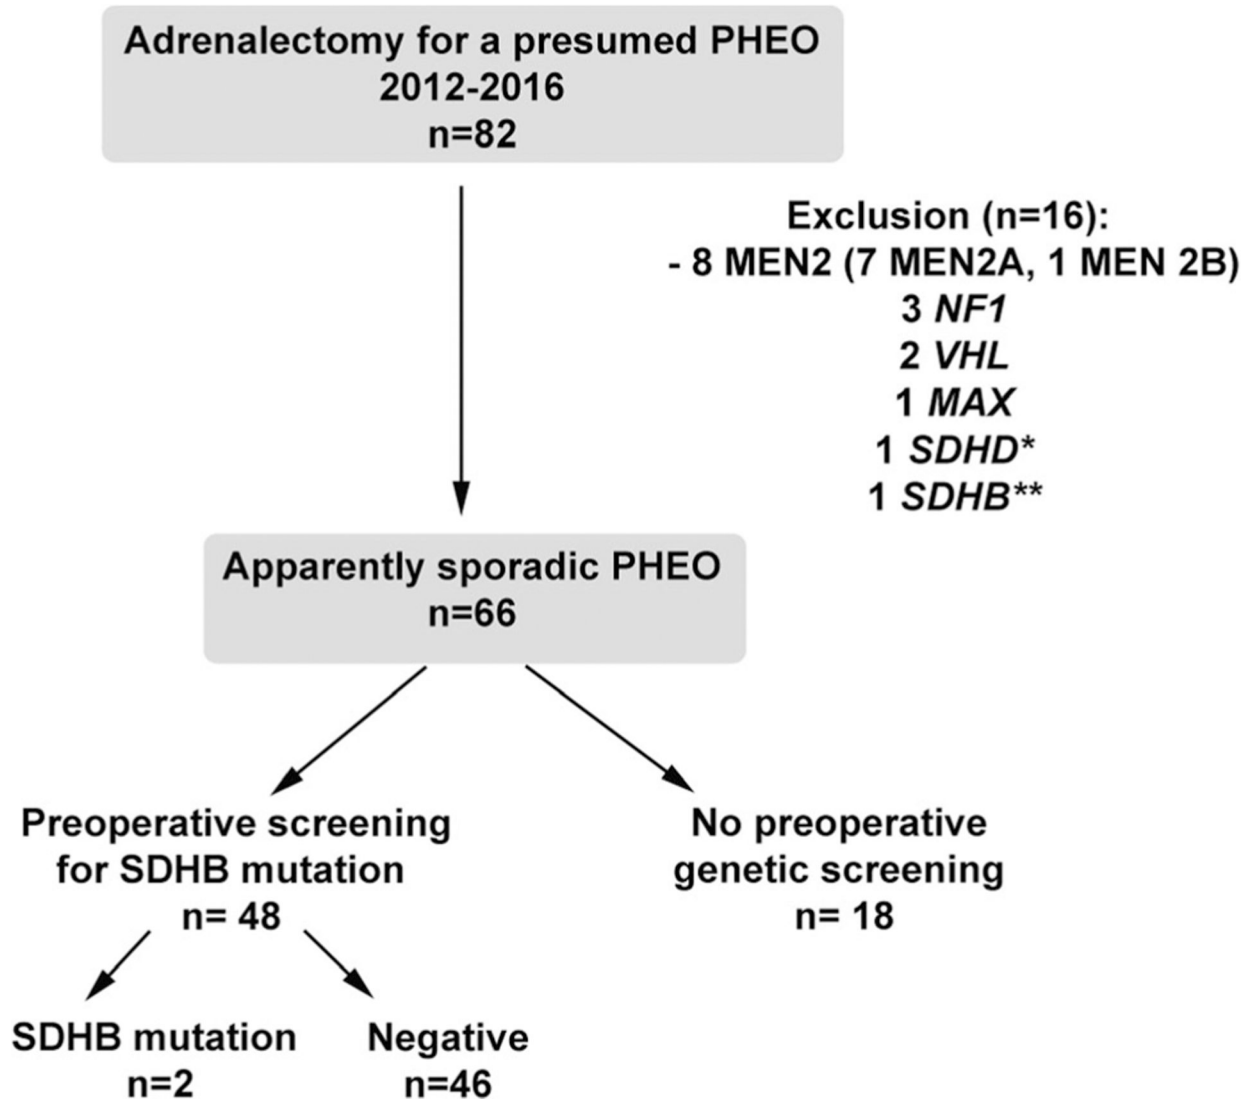 Adrenalectomy for a presumed PHEO
2012-2016
n=82
Exclusion (n=16):
- 8 MEN2 (7 MEN2A, 1 MEN 2B)
3 NF1
2 VHL
1 MAX
1 SDHD*
1 SDHB**
Apparently sporadic PHEO
n=66
Preoperative screening
for SDHB mutation
n= 48
No preoperative
genetic screening
n= 18
SDHB mutation
n=2
Negative
n=46